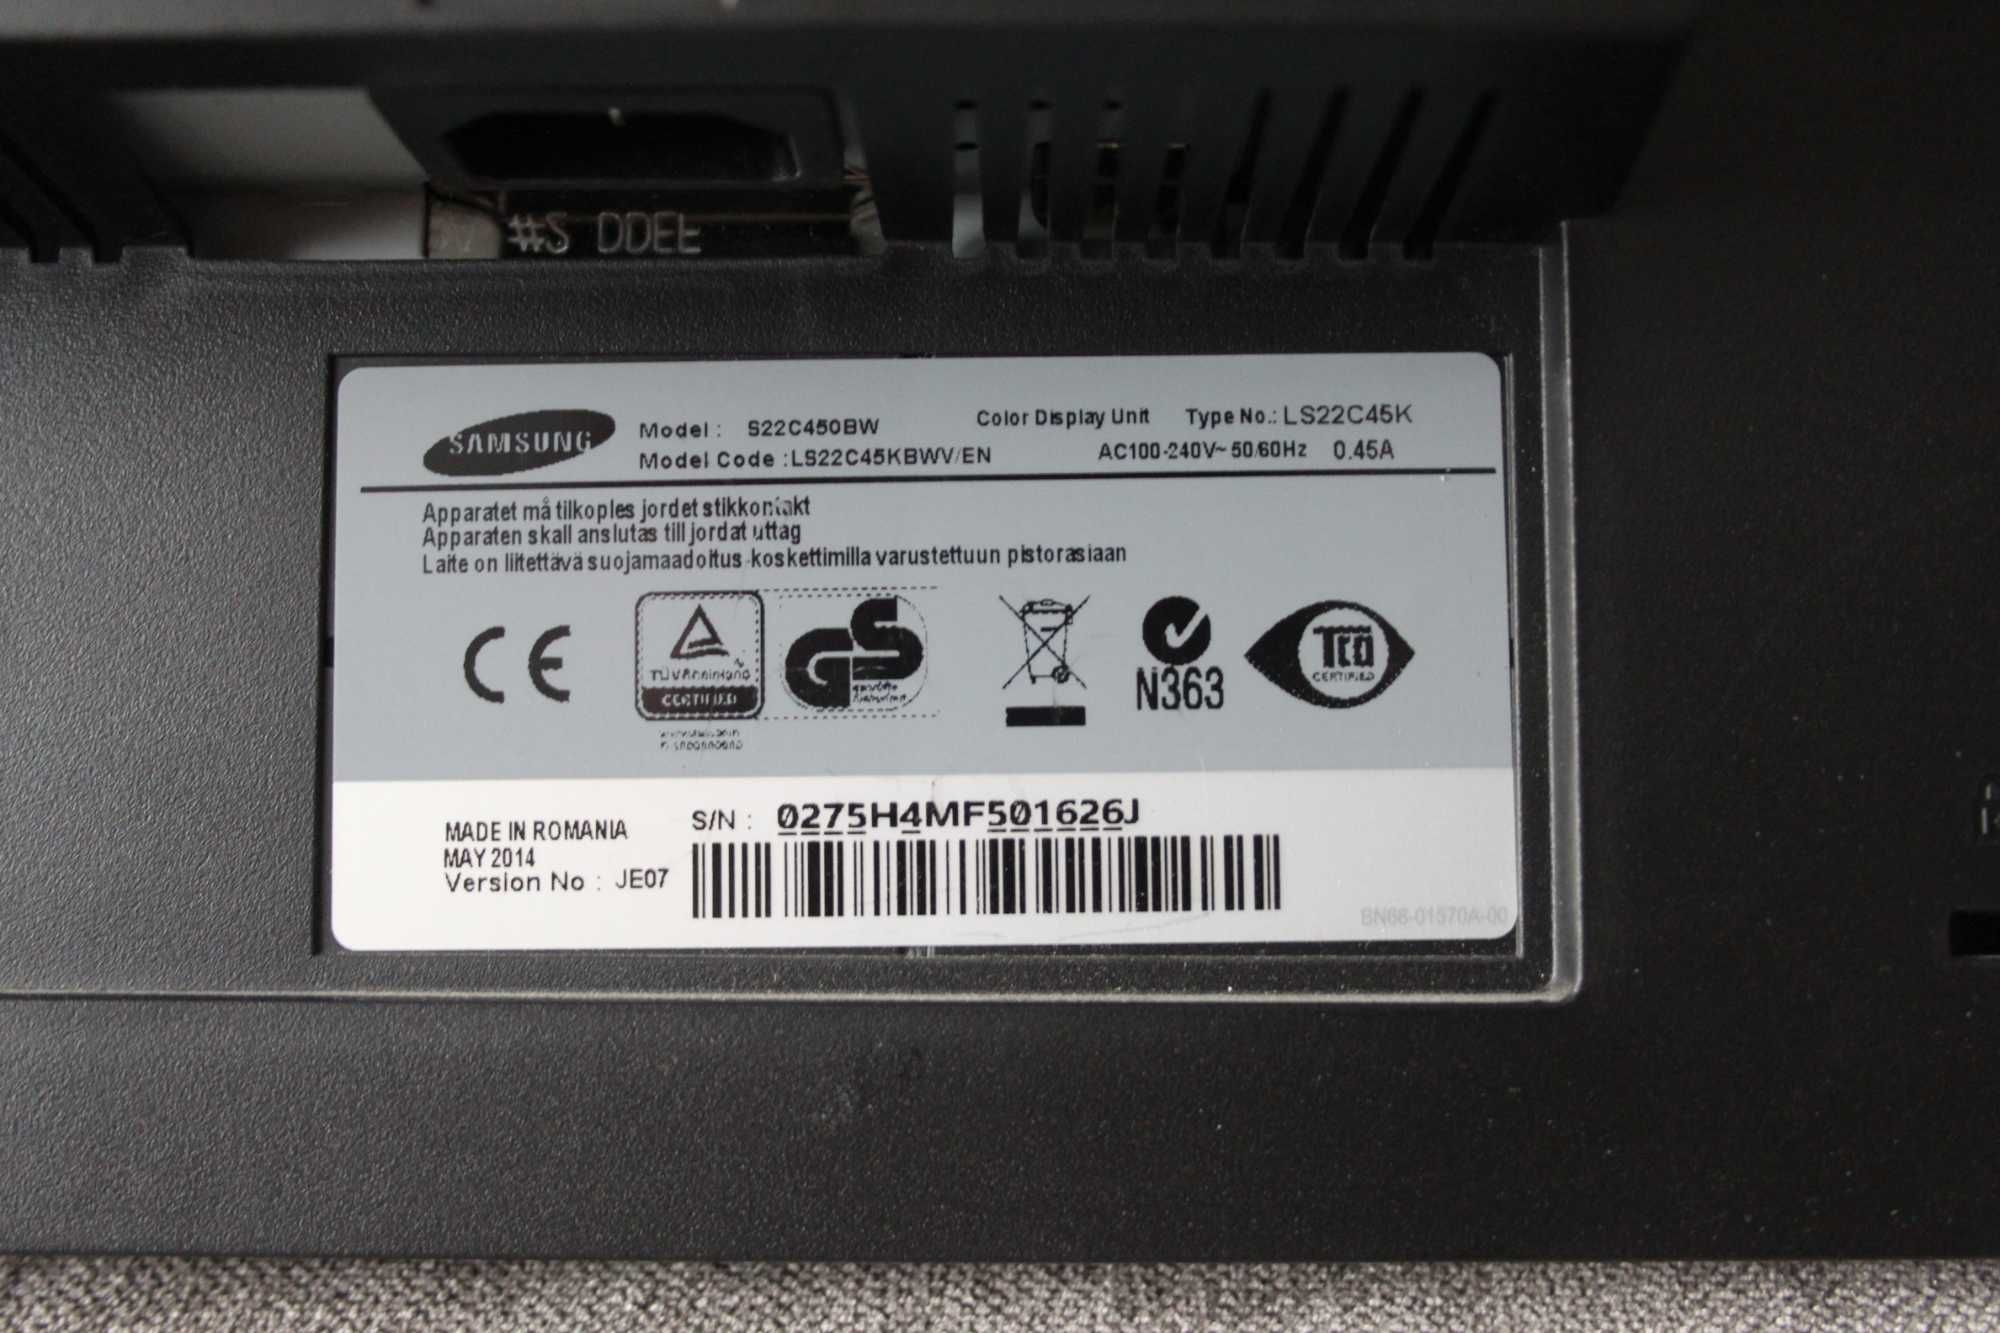 #S DDEE
SAMSUNG
Model : S22C450BW
Color Display Unit
Type No.: LS22C45K
Model Code : LS22C45KBWV/EN
AC100-240V~ 50/60Hz 0.45A
Apparatet må tilkoples jordet stikkontakt
Apparaten skall anslutas till jordat uttag
Laite on liitettävä suojamaadoitus-koskettimilla varustettuun pistorasiaan
CE
TÜVRheinland
CERTIFIED
GS
geprüfte
N363
TCO
CERTIFIED
MADE IN ROMANIA
MAY 2014
Version No : JE07
S/N : 0275H4MF501626J
BN68-01570A-00